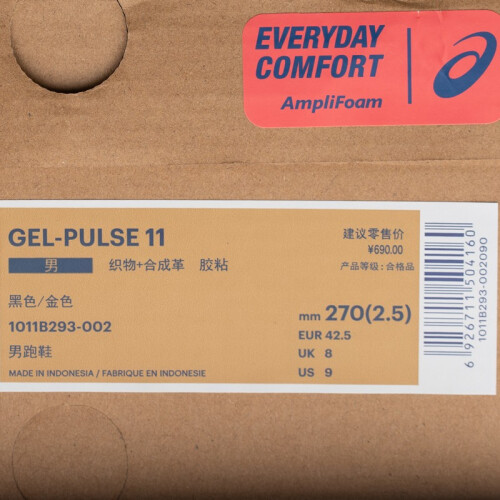 EVERYDAY
COMFORT
AmpliFoam
GEL-PULSE 11
建议零售价
¥690.00
男 织物+合成革 胶粘
产品等级: 合格品
黑色/金色
1011B293-002
mm 270(2.5)
男跑鞋
EUR 42.5
UK 8
MADE IN INDONESIA / FABRIQUE EN INDONESIE
US 9
6 926711 504160
1011B293-002090